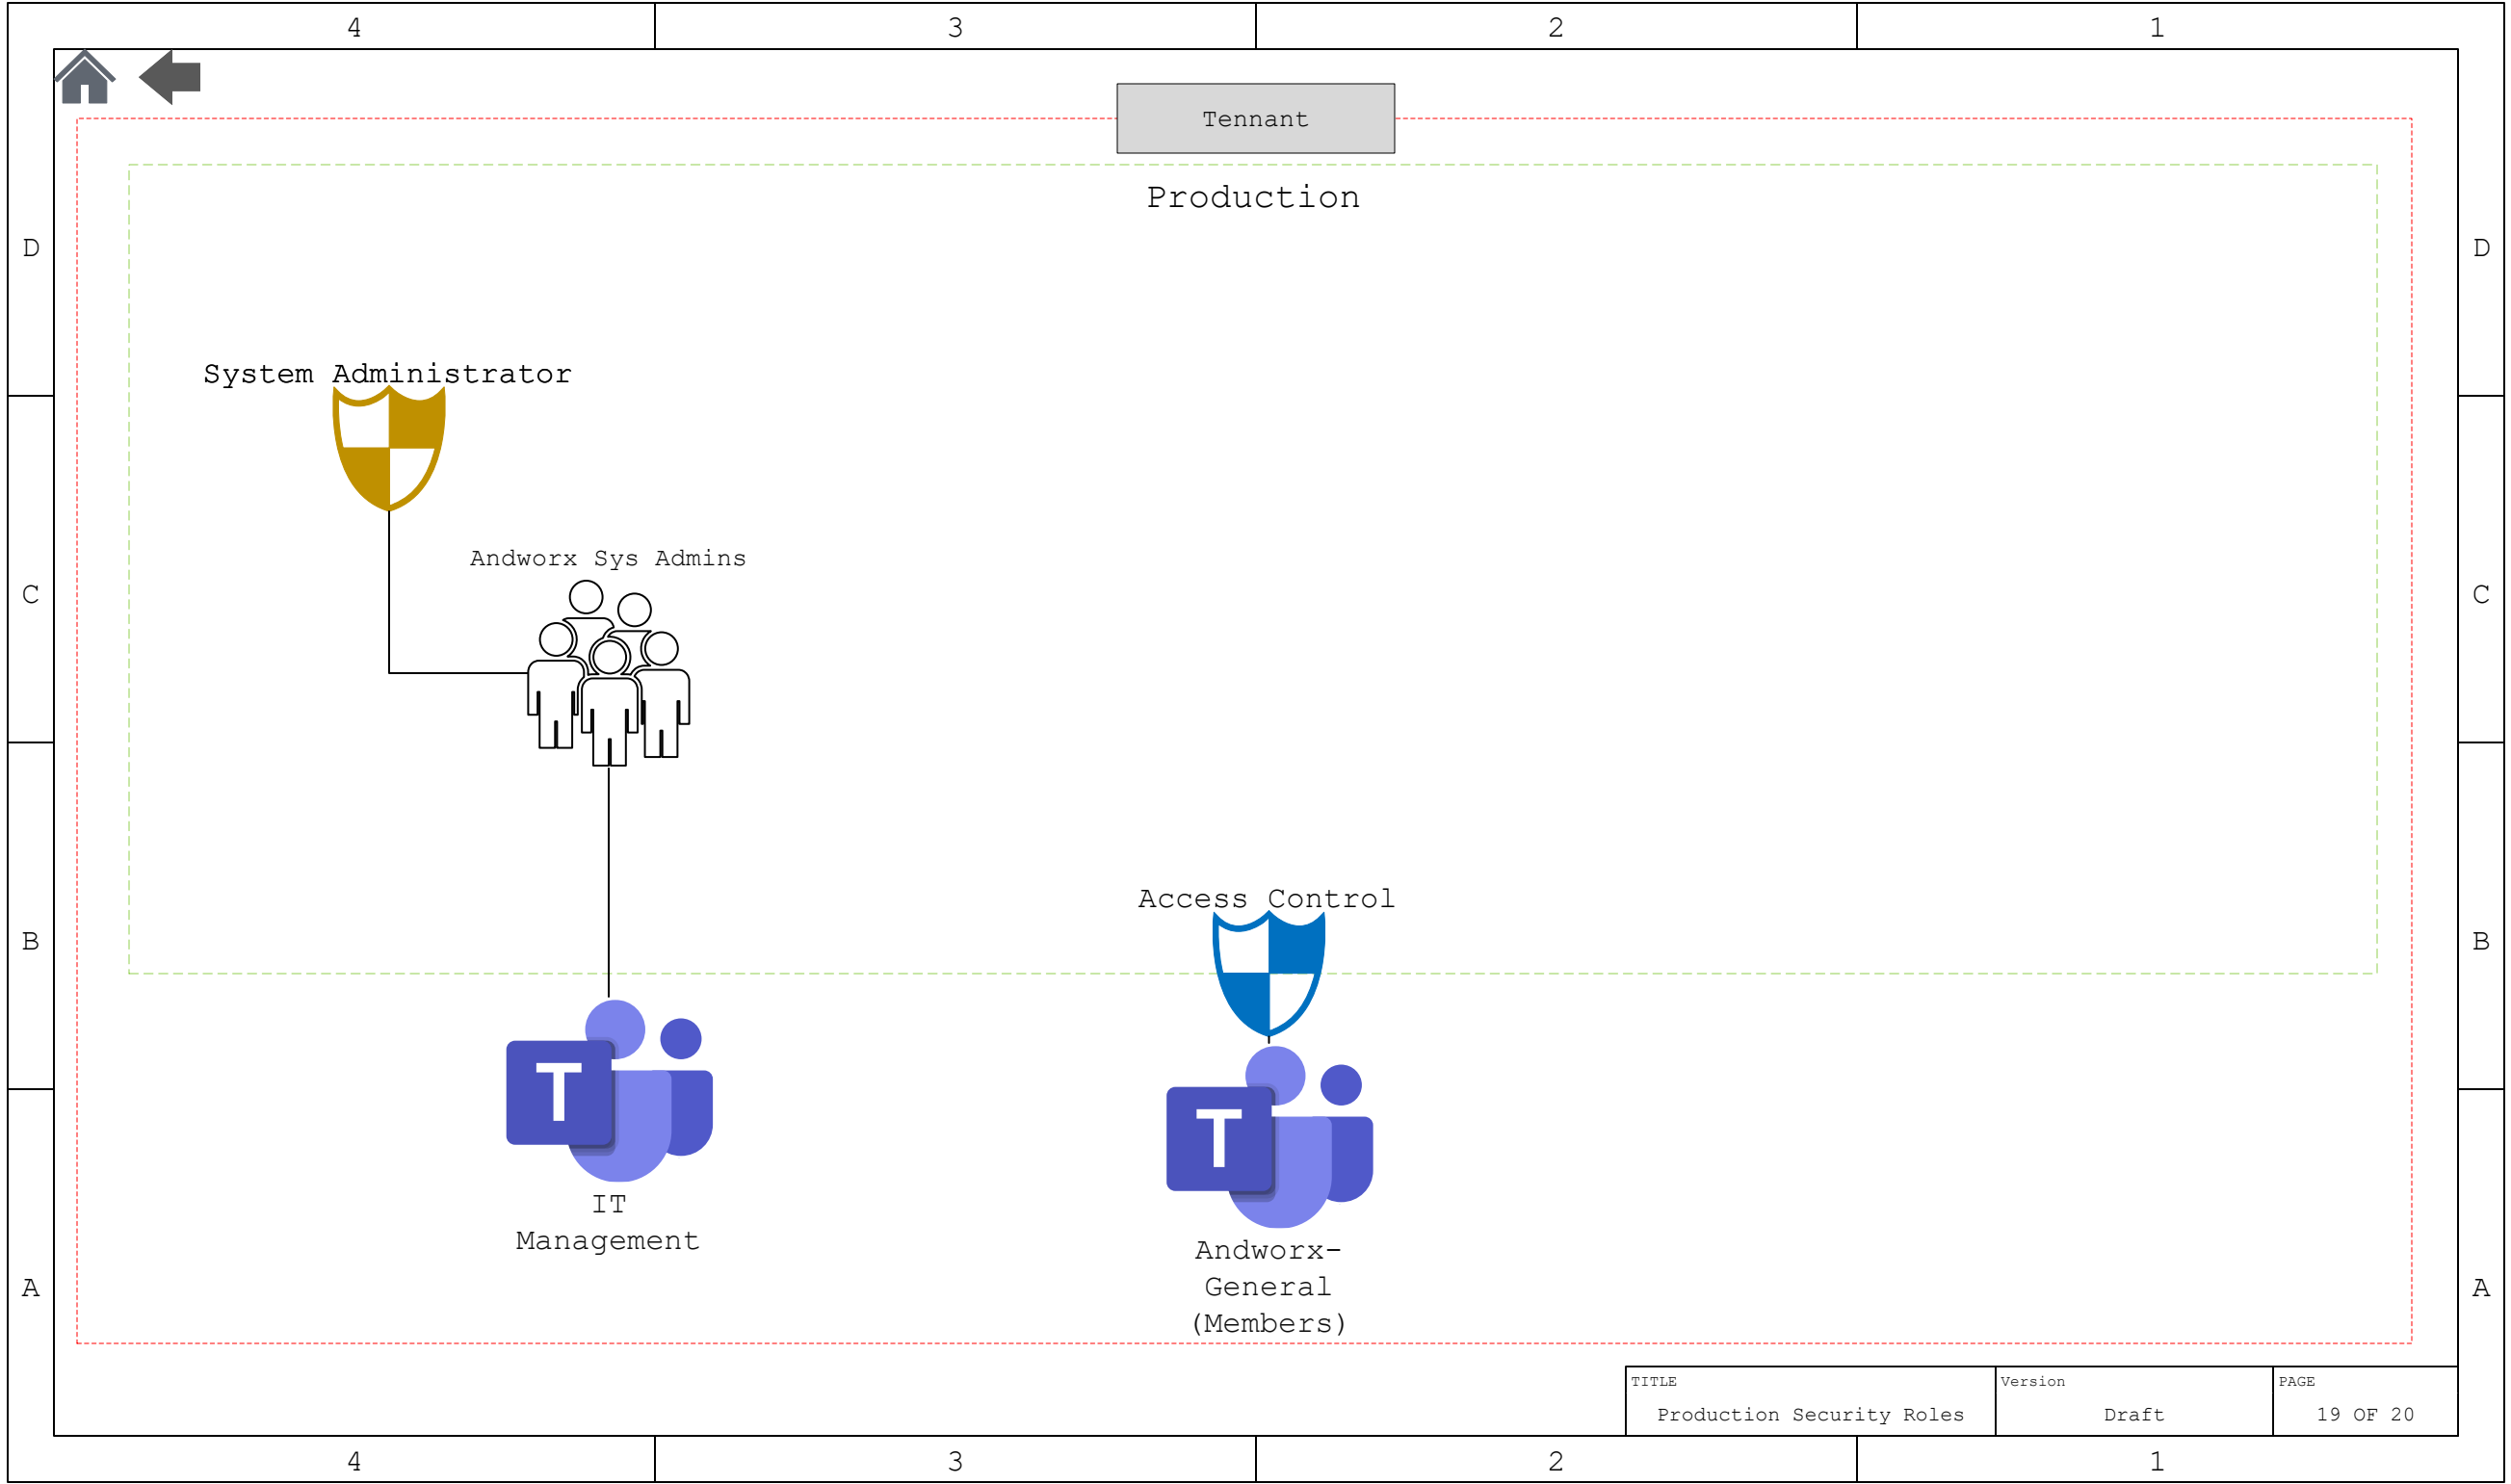 4 3 2 1
Tennant
Production
D D
System Administrator
Andworx Sys Admins
C C
Access Control
B B
T
T
IT
Management
Andworx-
General
(Members)
A A
TITLE Version PAGE
Production Security Roles Draft 19 OF 20
4 3 2 1